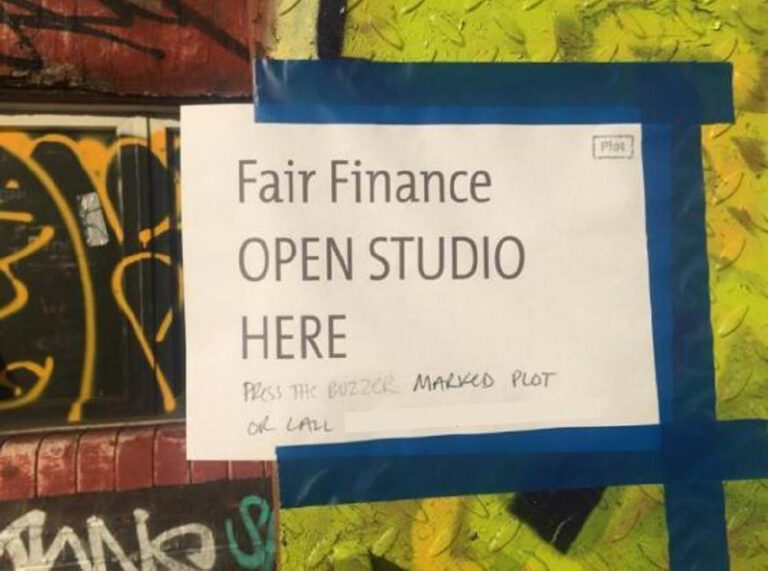 Plot
Fair Finance
OPEN STUDIO
HERE
PRESS THE BUZZER MARKED PLOT
OR CALL